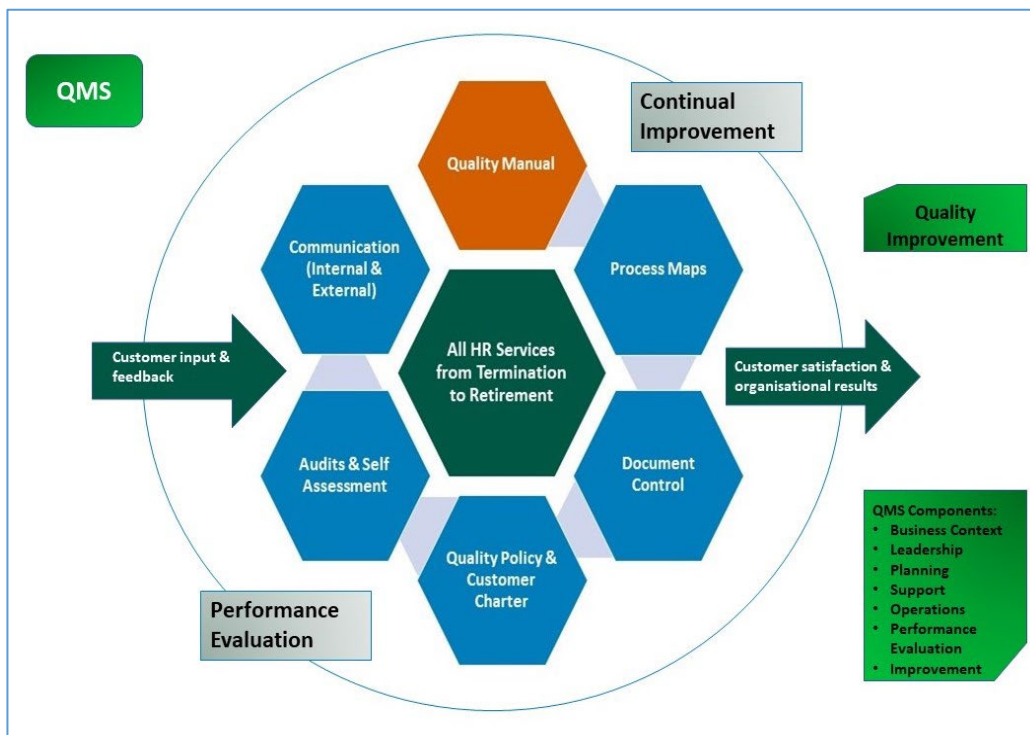 QMS
Continual
Improvement
Quality Manual
Communication
(Internal &
External)
Process Maps
Quality
Improvement
Customer input &
feedback
All HR Services
from Termination
to Retirement
Customer satisfaction &
organisational results
Audits & Self
Assessment
Document
Control
Quality Policy &
Customer
Charter
Performance
Evaluation
QMS Components:
• Business Context
• Leadership
• Planning
• Support
• Operations
• Performance
Evaluation
• Improvement